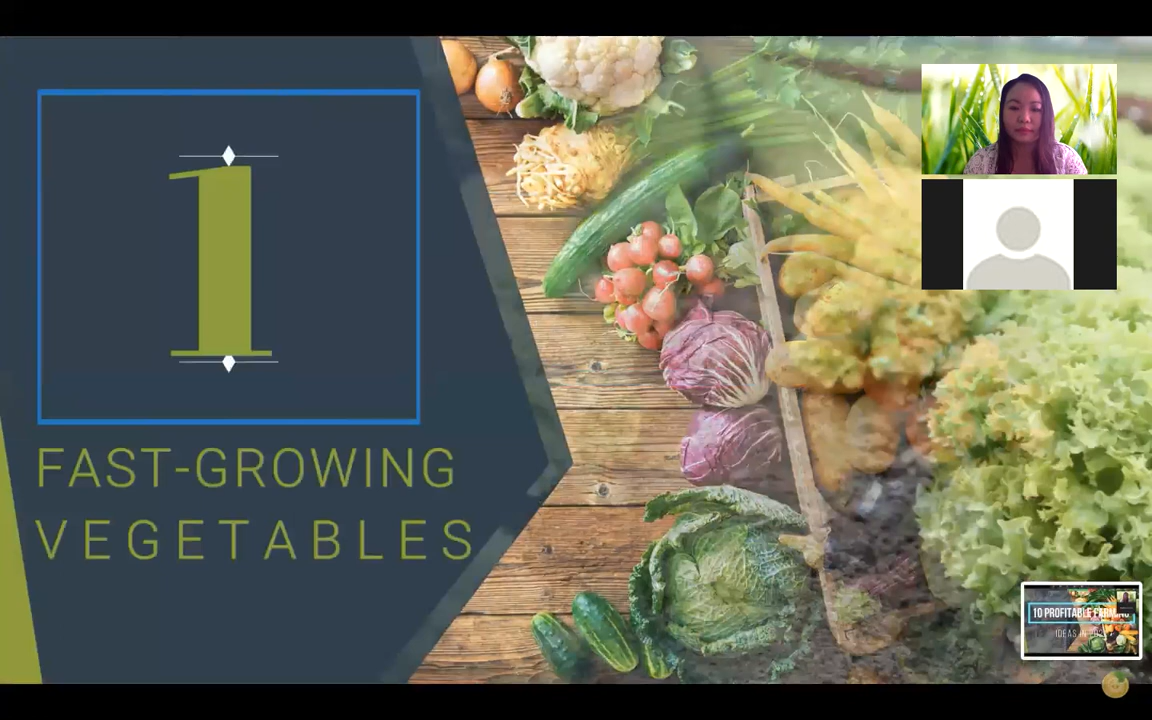 1
FAST-GROWING
VEGETABLES
10 PROFITABLE FARMING
IDEAS IN